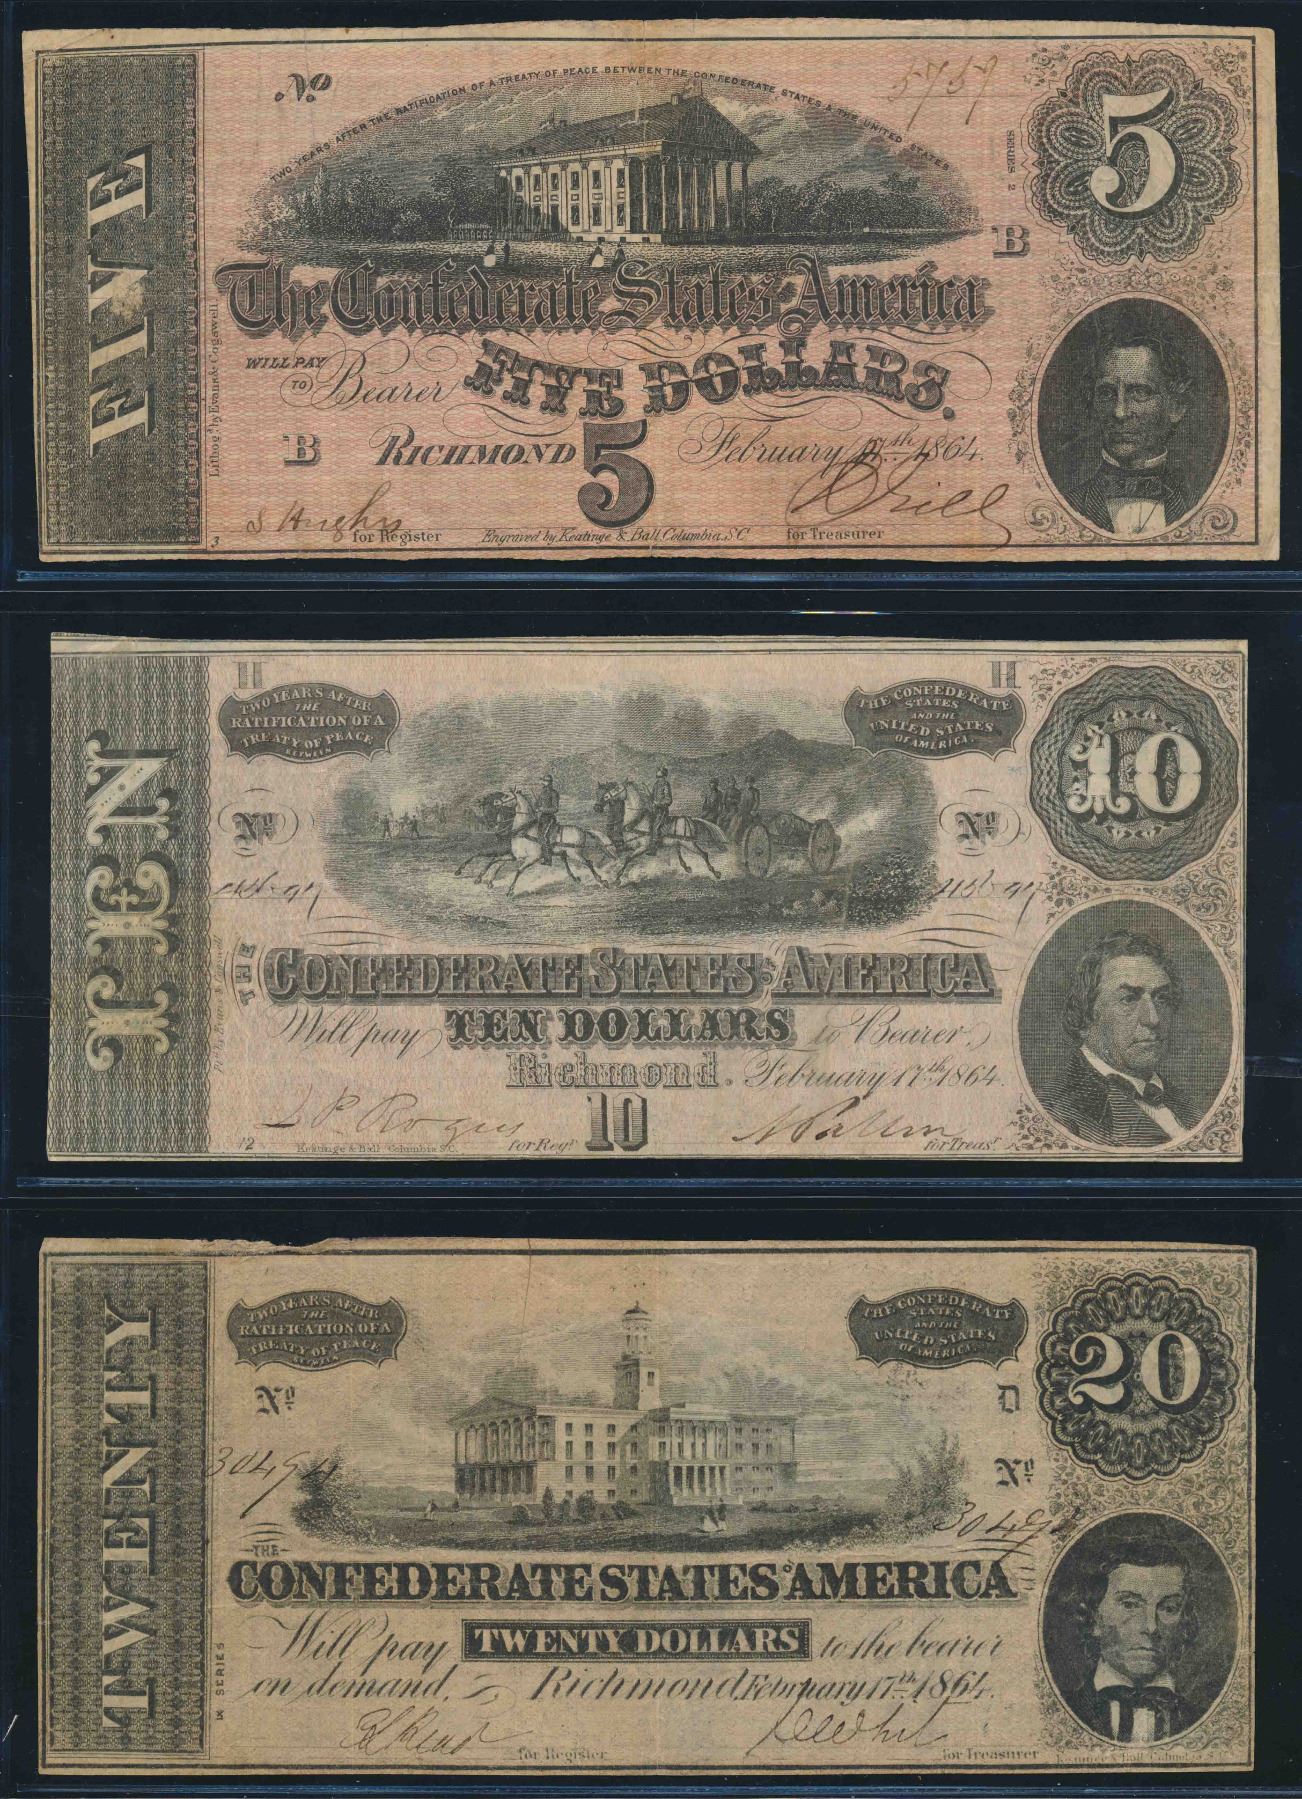 FIVE
No
5757
TWO YEARS AFTER THE RATIFICATION OF A TREATY OF PEACE BETWEEN THE CONFEDERATE STATES & THE UNITED STATES
SERIES 2
5
B
The Confederate States of America
WILL PAY
TO Bearer FIVE DOLLARS.
B RICHMOND 5 February 17th 1864.
Lithog'd by Evans & Cogswell
3
for Register
Engraved by Keatinge & Ball, Columbia, S.C.
for Treasurer
TEN
H
H
TWO YEARS AFTER
THE
RATIFICATION OF A
TREATY OF PEACE
BETWEEN
THE CONFEDERATE
STATES
AND THE
UNITED STATES
OF AMERICA.
10
No
No
THE
CONFEDERATE STATES OF AMERICA
Will pay TEN DOLLARS to Bearer.
Richmond. February 17th 1864.
10
12
Keatinge & Ball, Columbia S.C.
for Regr
for Treasr
TWENTY
TWO YEARS AFTER
THE
RATIFICATION OF A
TREATY OF PEACE
BETWEEN
THE CONFEDERATE
STATES
AND THE
UNITED STATES
OF AMERICA.
20
No
D
No
THE
CONFEDERATE STATES OF AMERICA
Will pay TWENTY DOLLARS to the bearer
on demand, Richmond, February 17th 1864.
IX SERIES
for Register
for Treasurer
Keatinge & Ball, Columbia, S.C.